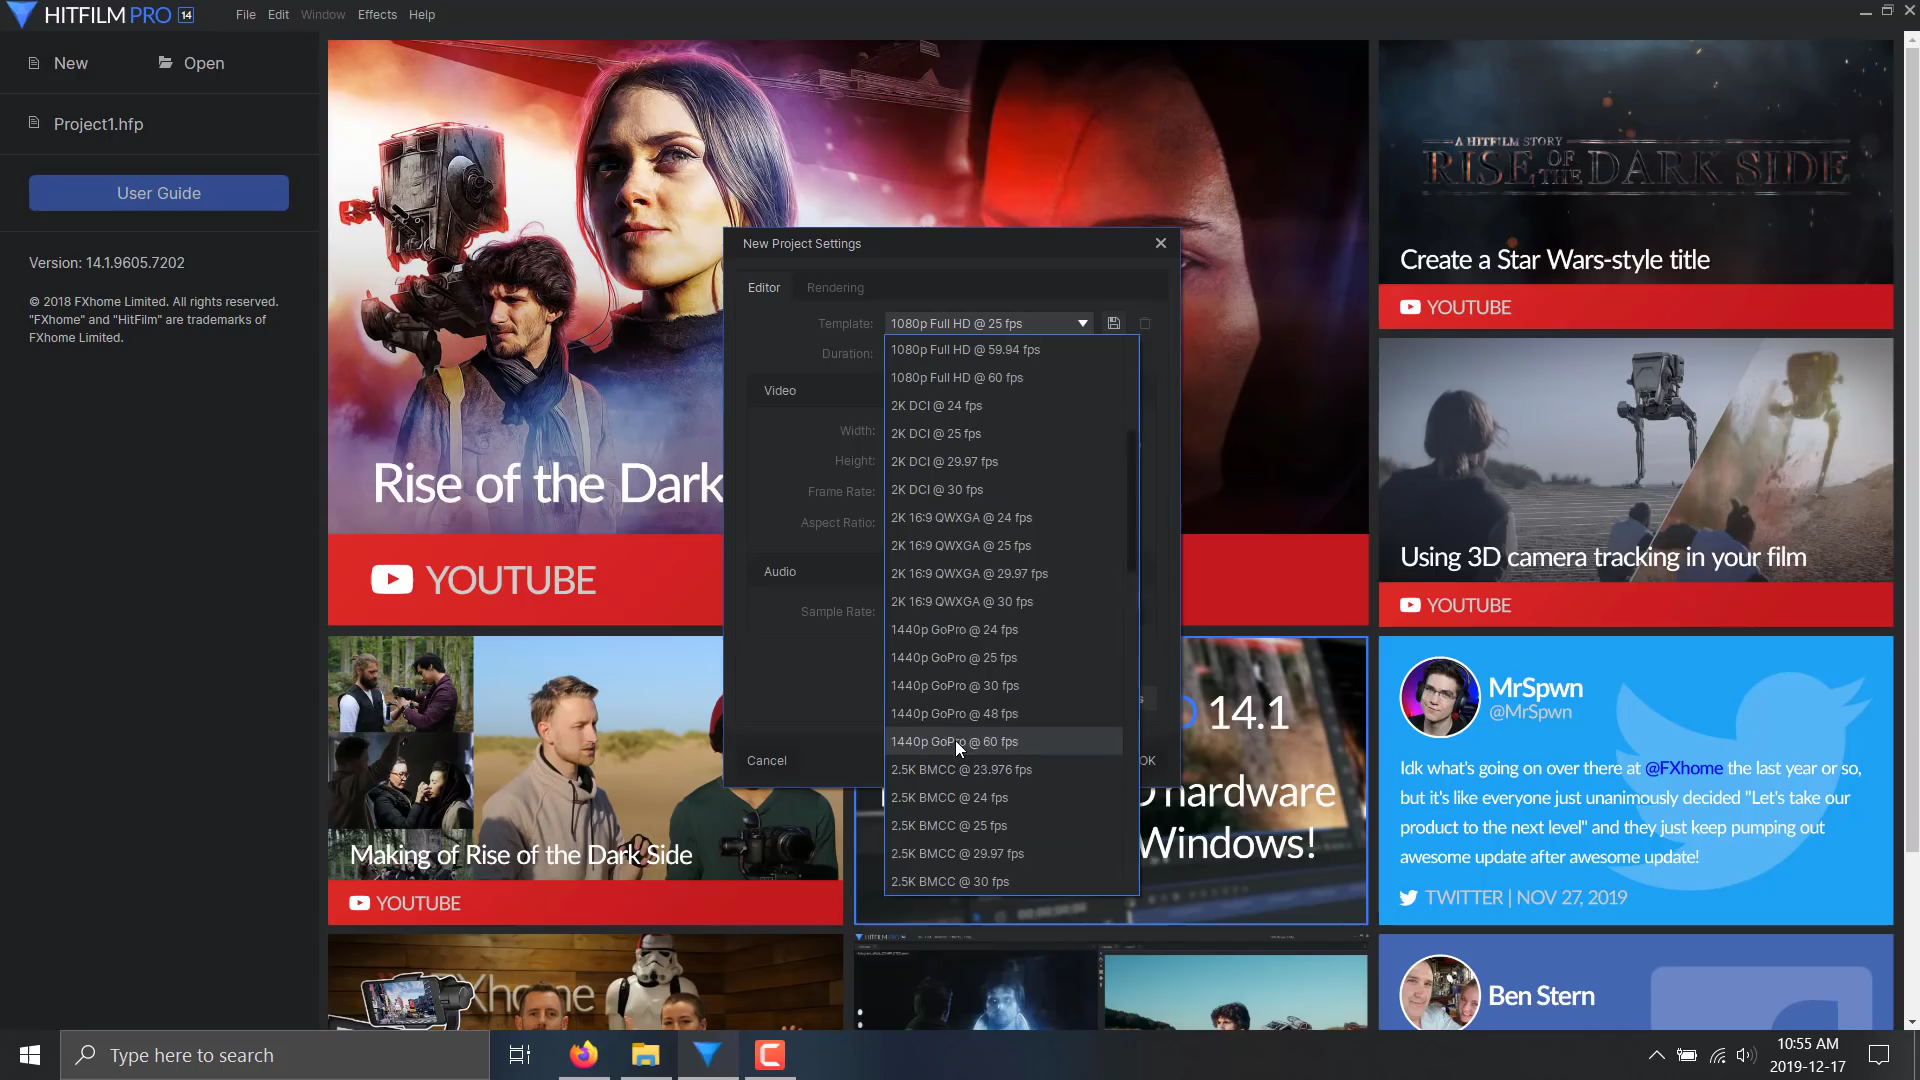 HITFILM PRO 14
File Edit Window Effects Help
New Open
Project1.hfp
User Guide
Version: 14.1.9605.7202
© 2018 FXhome Limited. All rights reserved.
"FXhome" and "HitFilm" are trademarks of
FXhome Limited.
Rise of the Dark
YOUTUBE
A HITFILM STORY
RISE OF THE DARK SIDE
Create a Star Wars-style title
YOUTUBE
Using 3D camera tracking in your film
YOUTUBE
New Project Settings
Editor Rendering
Template: 1080p Full HD @ 25 fps
Duration:
Video
Width:
Height:
Frame Rate:
Aspect Ratio:
Audio
Sample Rate:
Cancel
OK
1080p Full HD @ 59.94 fps
1080p Full HD @ 60 fps
2K DCI @ 24 fps
2K DCI @ 25 fps
2K DCI @ 29.97 fps
2K DCI @ 30 fps
2K 16:9 QWXGA @ 24 fps
2K 16:9 QWXGA @ 25 fps
2K 16:9 QWXGA @ 29.97 fps
2K 16:9 QWXGA @ 30 fps
1440p GoPro @ 24 fps
1440p GoPro @ 25 fps
1440p GoPro @ 30 fps
1440p GoPro @ 48 fps
1440p GoPro @ 60 fps
2.5K BMCC @ 23.976 fps
2.5K BMCC @ 24 fps
2.5K BMCC @ 25 fps
2.5K BMCC @ 29.97 fps
2.5K BMCC @ 30 fps
Making of Rise of the Dark Side
YOUTUBE
14.1
hardware
Windows!
MrSpwn
@MrSpwn
Idk what's going on over there at @FXhome the last year or so,
but it's like everyone just unanimously decided "Let's take our
product to the next level" and they just keep pumping out
awesome update after awesome update!
TWITTER | NOV 27, 2019
Ben Stern
Type here to search
10:55 AM
2019-12-17